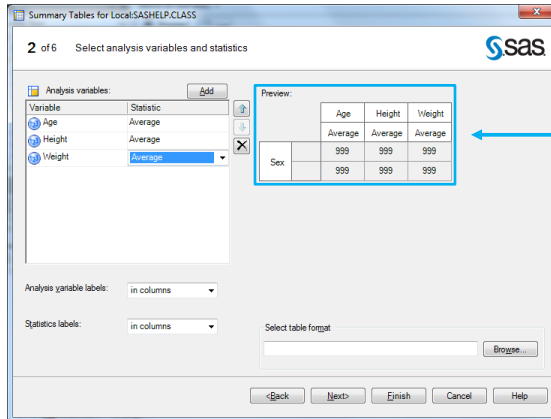 Summary Tables for Local:SASHELP.CLASS
2 of 6 Select analysis variables and statistics
sas
Analysis variables:
Add
Variable Statistic
Age Average
Height Average
Weight Average
Preview:
Age Height Weight
Average Average Average
Sex
999 999 999
999 999 999
Analysis variable labels: in columns
Statistics labels: in columns
Select table format
Browse...
<Back Next> Finish Cancel Help